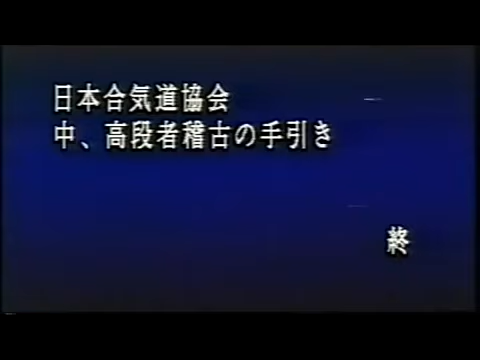 日本合気道協会
中、高段者稽古の手引き
終